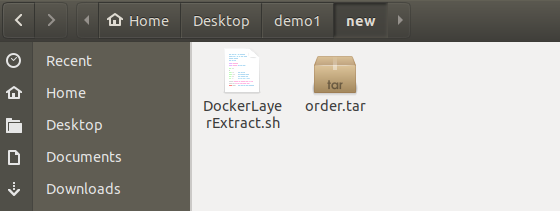 Home Desktop demo1 new
Recent
Home
Desktop
Documents
Downloads
DockerLaye
rExtract.sh
tar
order.tar